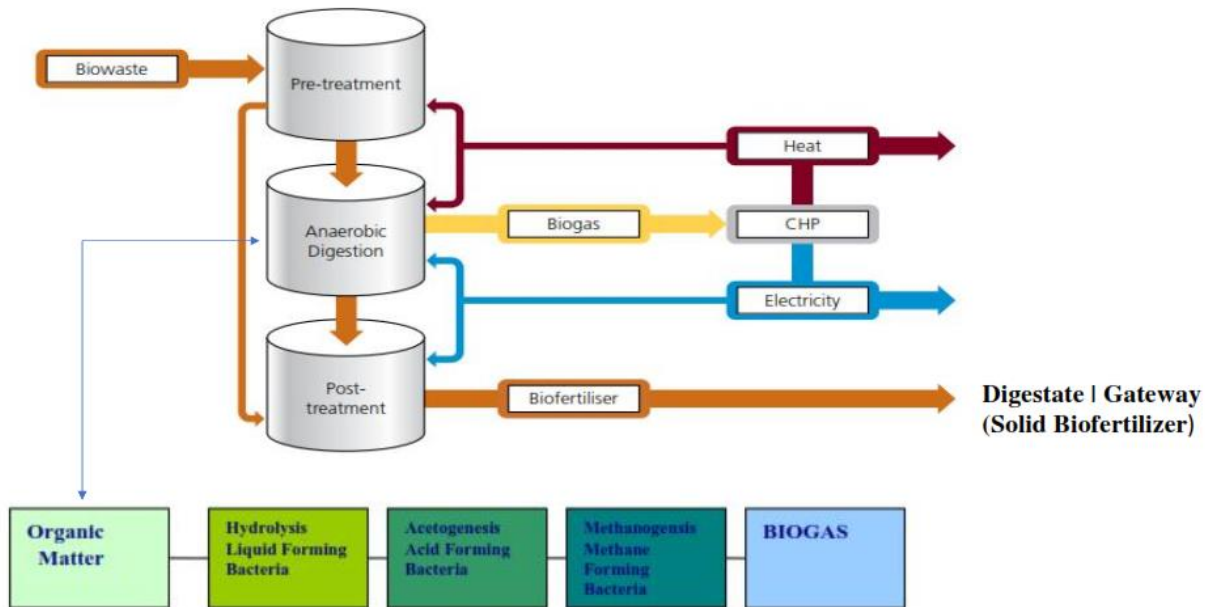 Biowaste
Pre-treatment
Heat
Anaerobic
Digestion
Biogas
CHP
Electricity
Post-
treatment
Biofertiliser
Digestate | Gateway
(Solid Biofertilizer)
Organic
Matter
Hydrolysis
Liquid Forming
Bacteria
Acetogenesis
Acid Forming
Bacteria
Methanogensis
Methane
Forming
Bacteria
BIOGAS